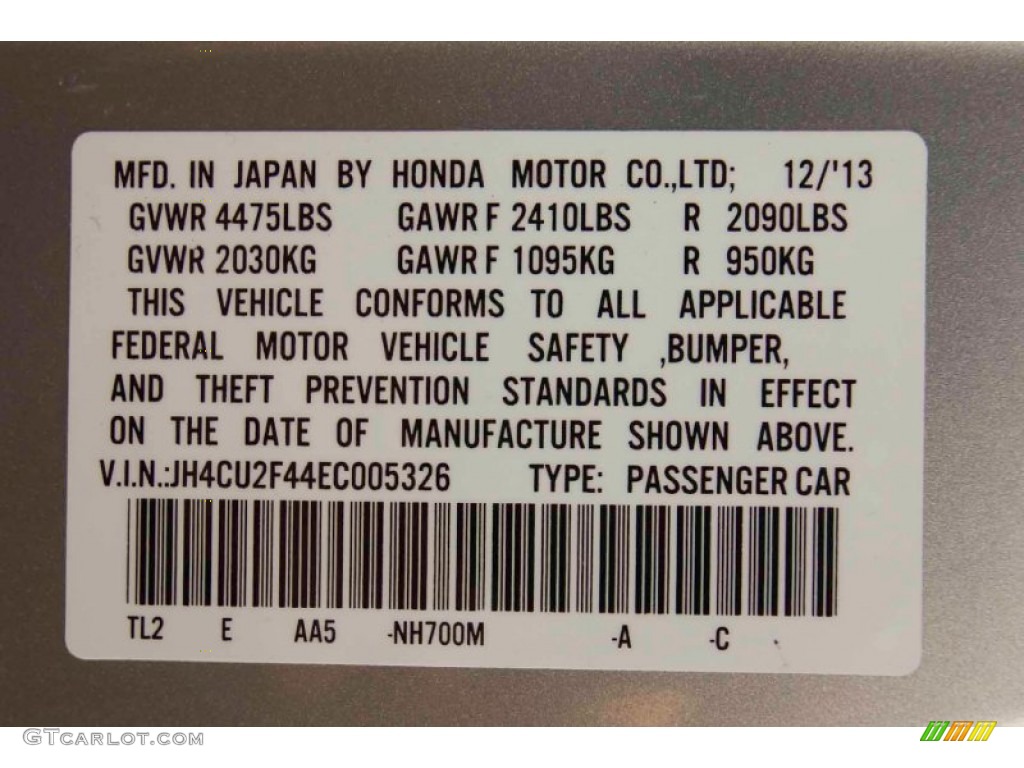 MFD. IN JAPAN BY HONDA MOTOR CO.,LTD; 12/'13
GVWR 4475LBS GAWR F 2410LBS R 2090LBS
GVWR 2030KG GAWR F 1095KG R 950KG
THIS VEHICLE CONFORMS TO ALL APPLICABLE
FEDERAL MOTOR VEHICLE SAFETY ,BUMPER,
AND THEFT PREVENTION STANDARDS IN EFFECT
ON THE DATE OF MANUFACTURE SHOWN ABOVE.
V.I.N.:JH4CU2F44EC005326 TYPE: PASSENGER CAR
TL2 E AA5 -NH700M -A -C
GTCARLOT.COM